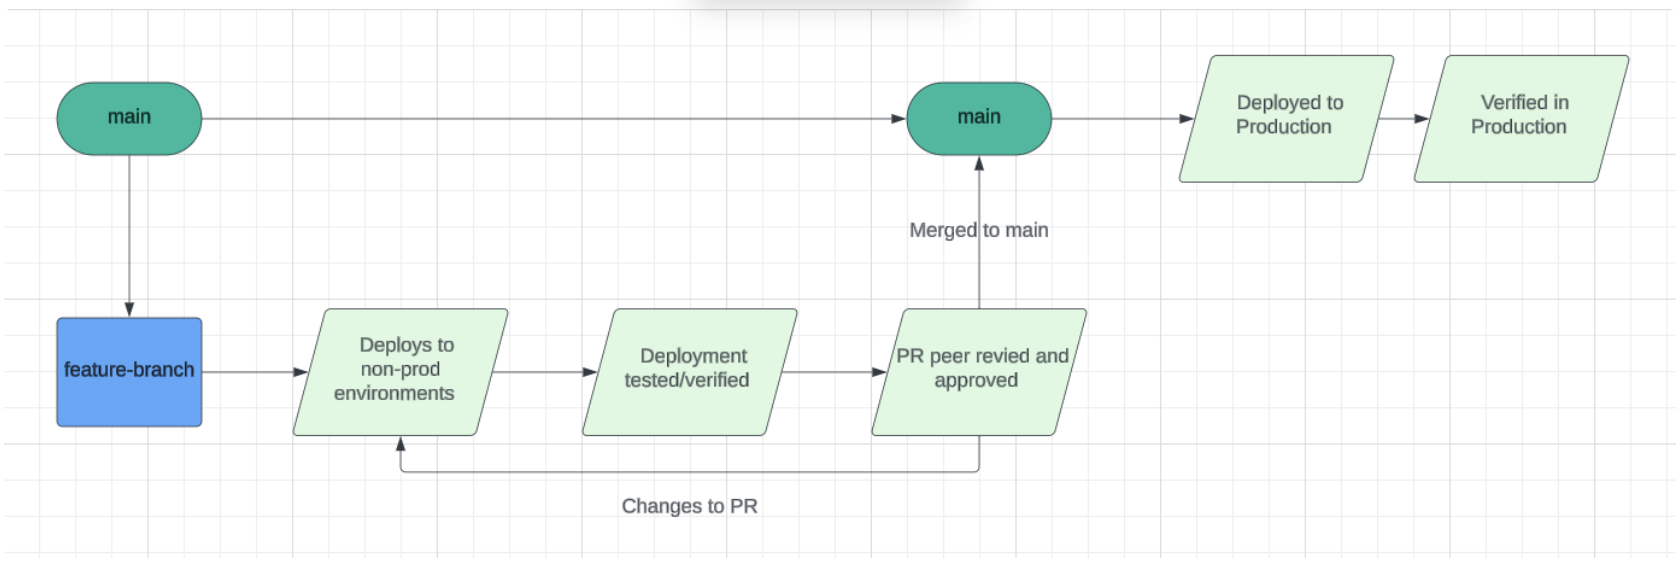 main
main
Deployed to
Production
Verified in
Production
Merged to main
feature-branch
Deploys to
non-prod
environments
Deployment
tested/verified
PR peer revied and
approved
Changes to PR